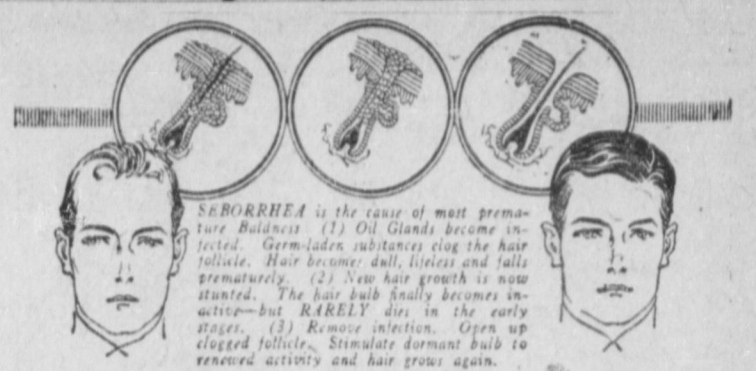 SEBORRHEA is the cause of most prema-
ture Baldness (1) Oil Glands become in-
fected. Germ-laden substances clog the hair
follicle. Hair becomes dull, lifeless and falls
prematurely. (2) New hair growth is now
stunted. The hair bulb finally becomes in-
active—but RARELY dies in the early
stages. (3) Remove infection. Open up
clogged follicle. Stimulate dormant bulb to
renewed activity and hair grows again.